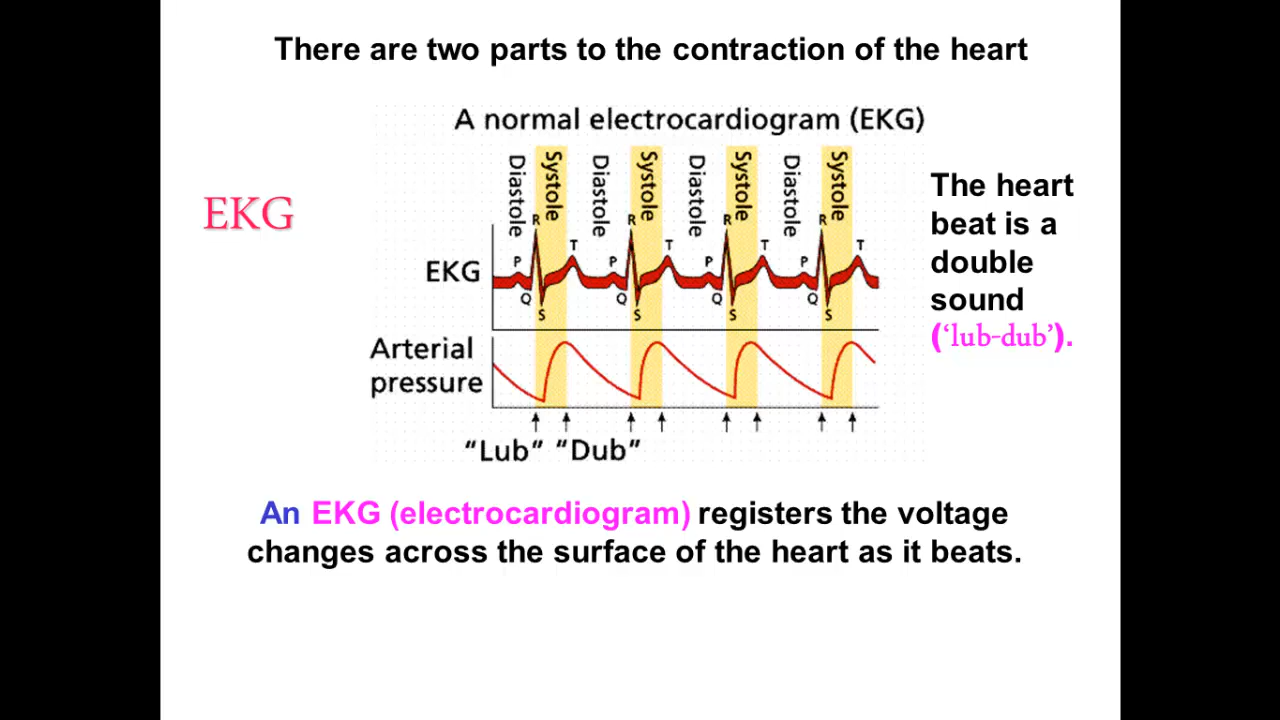 There are two parts to the contraction of the heart
A normal electrocardiogram (EKG)
EKG
Diastole Systole Diastole Systole Diastole Systole Diastole Systole
The heart
beat is a
double
sound
(‘lub-dub’).
EKG
R R R R
P T P T P T P T
Q Q Q Q
S S S S
Arterial
pressure
“Lub” “Dub”
An EKG (electrocardiogram) registers the voltage
changes across the surface of the heart as it beats.